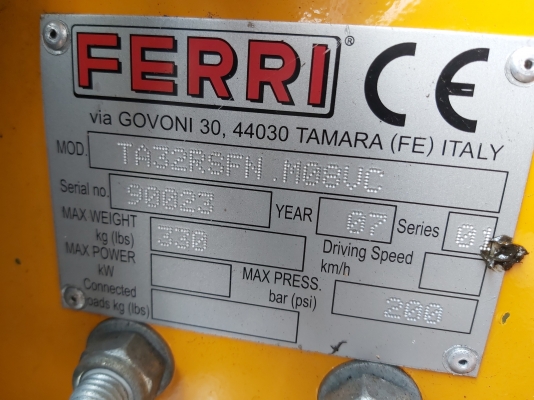 FERRI® CE
via GOVONI 30, 44030 TAMARA (FE) ITALY
MOD. TA32RSFN.M08VC
Serial no. 90023 YEAR 07 Series 01
MAX WEIGHT kg (lbs) 330 Driving Speed km/h
MAX POWER kW MAX PRESS. bar (psi) 200
Connected loads kg (lbs)